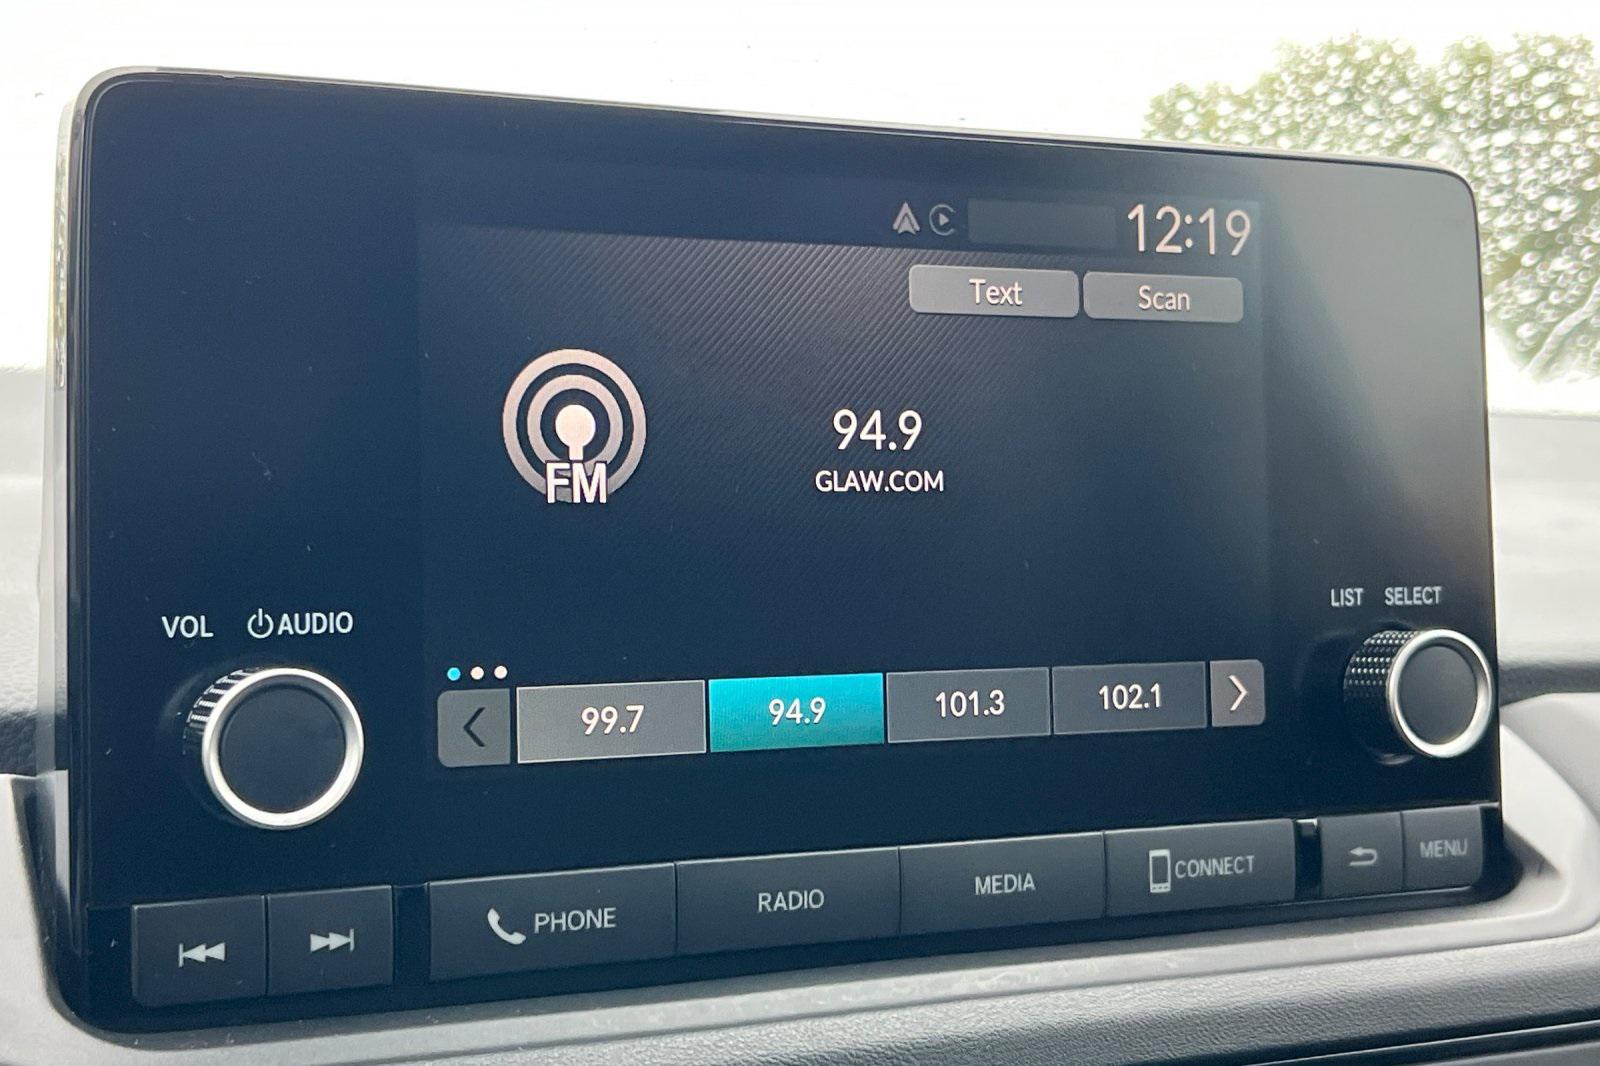 12:19
Text Scan
94.9
GLAW.COM
FM
VOL AUDIO
LIST SELECT
99.7 94.9 101.3 102.1
PHONE RADIO MEDIA CONNECT MENU